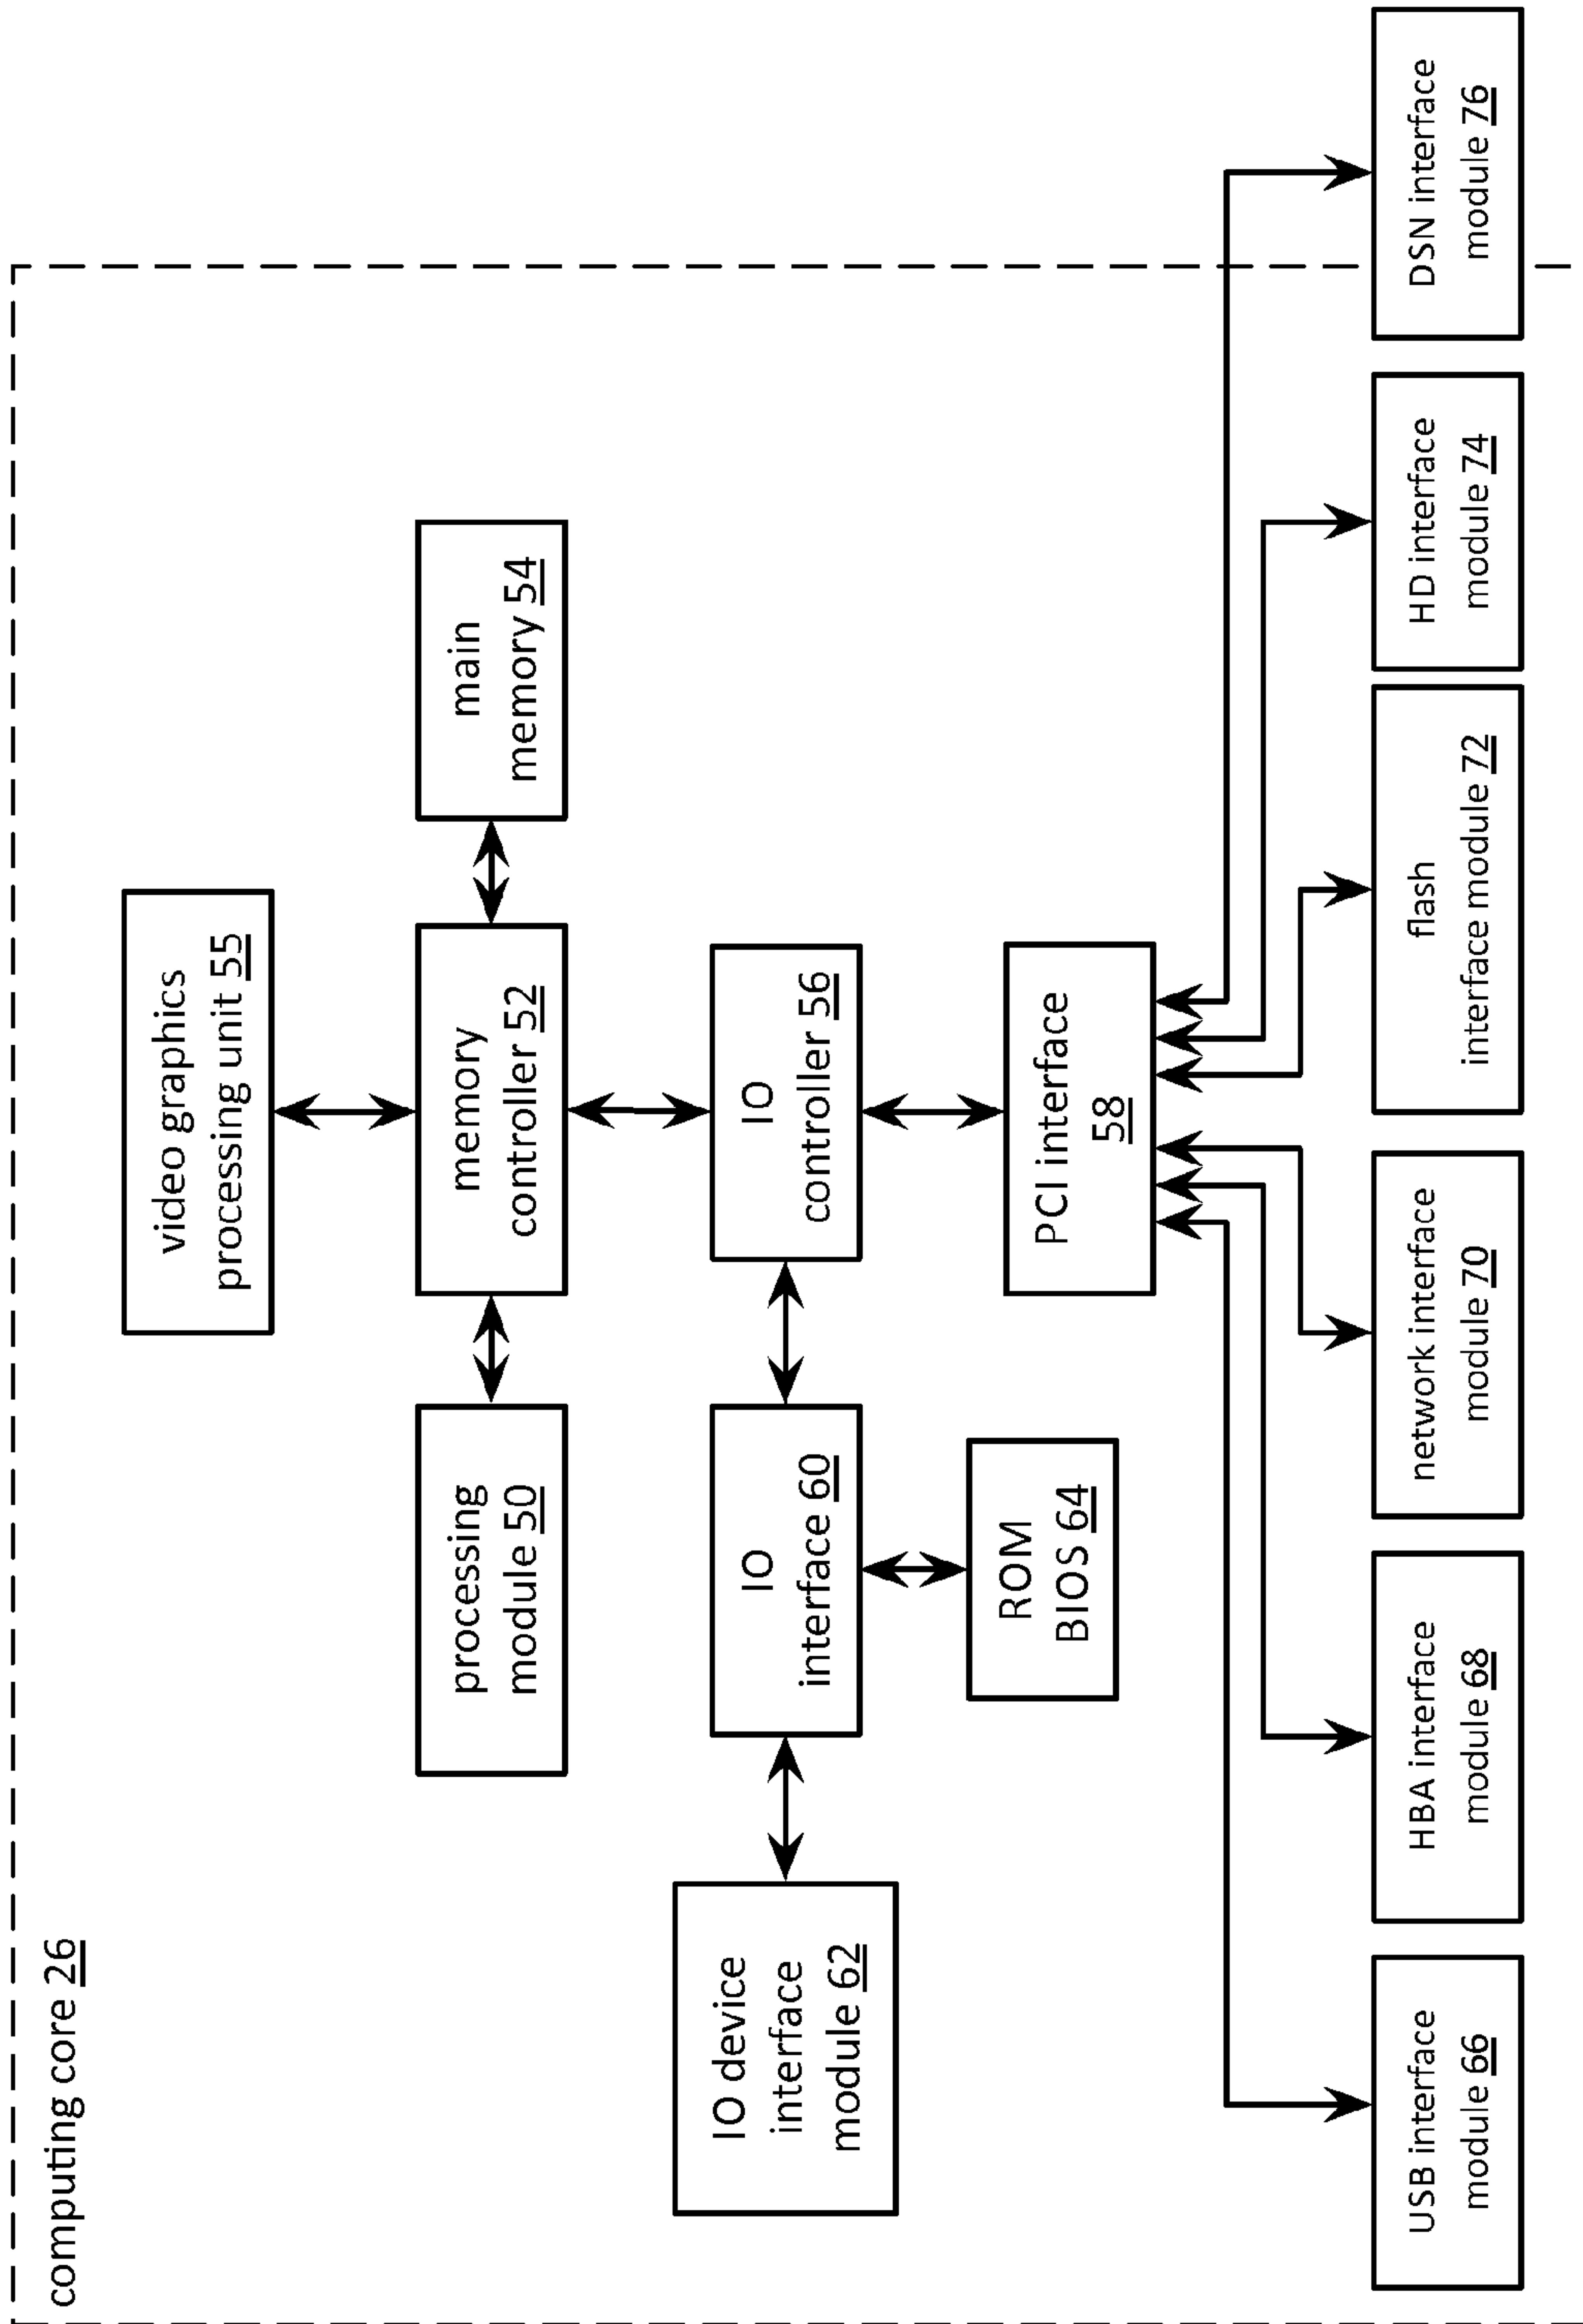 computing core 26
video graphics
processing unit 55
processing
module 50
memory
controller 52
main
memory 54
IO device
interface
module 62
IO
interface 60
IO
controller 56
ROM
BIOS 64
PCI interface
58
USB interface
module 66
HBA interface
module 68
network interface
module 70
flash
interface module 72
HD interface
module 74
DSN interface
module 76